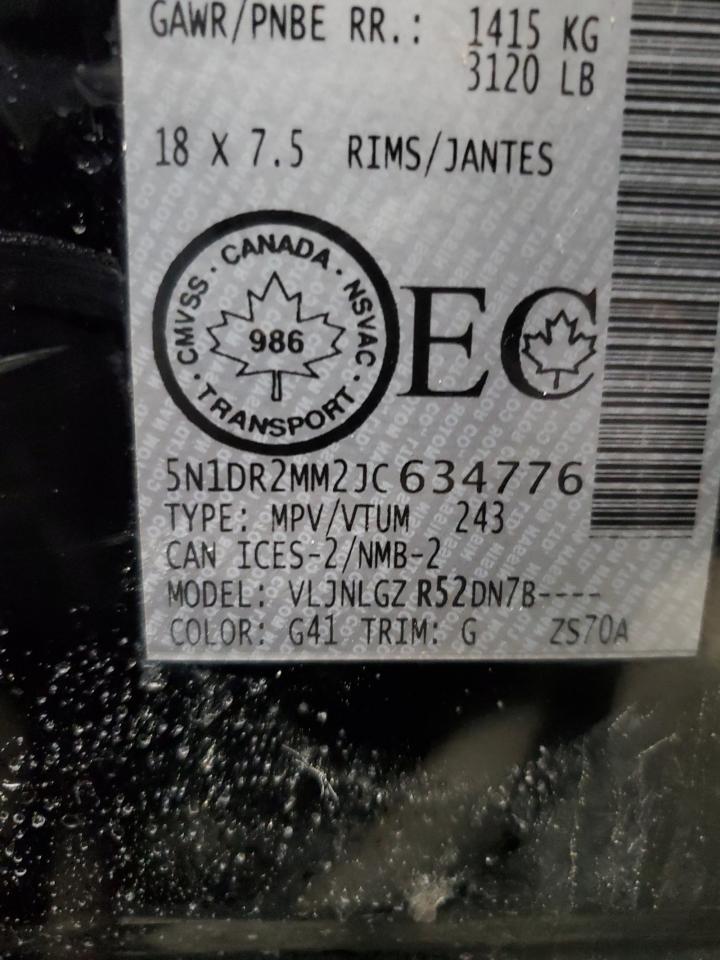 GAWR/PNBE RR.: 1415 KG
3120 LB
18 X 7.5 RIMS/JANTES
CMVSS · CANADA · NSVAC · TRANSPORT ·
986
EC
5N1DR2MM2JC634776
TYPE: MPV/VTUM 243
CAN ICES-2/NMB-2
MODEL: VLJNLGZ R52DN7B----
COLOR: G41 TRIM: G ZS70A